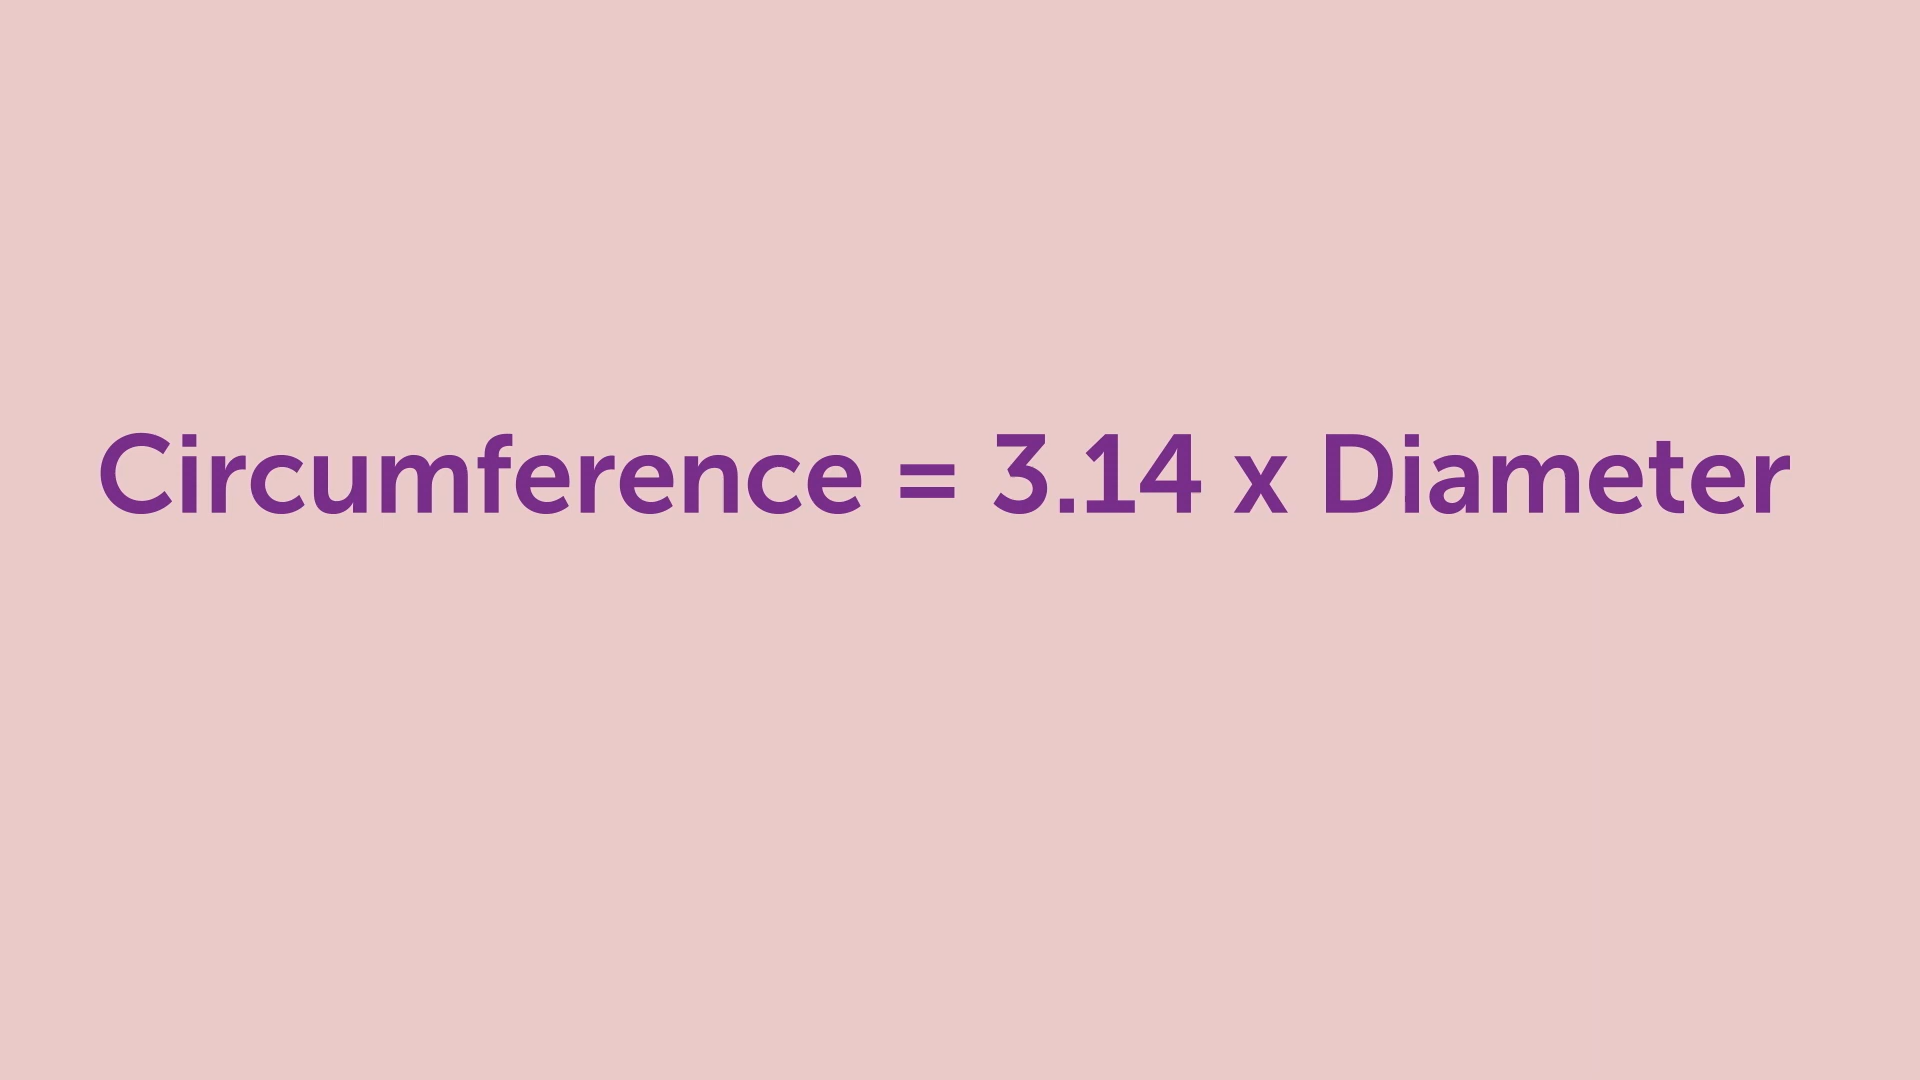 Circumference = 3.14 x Diameter